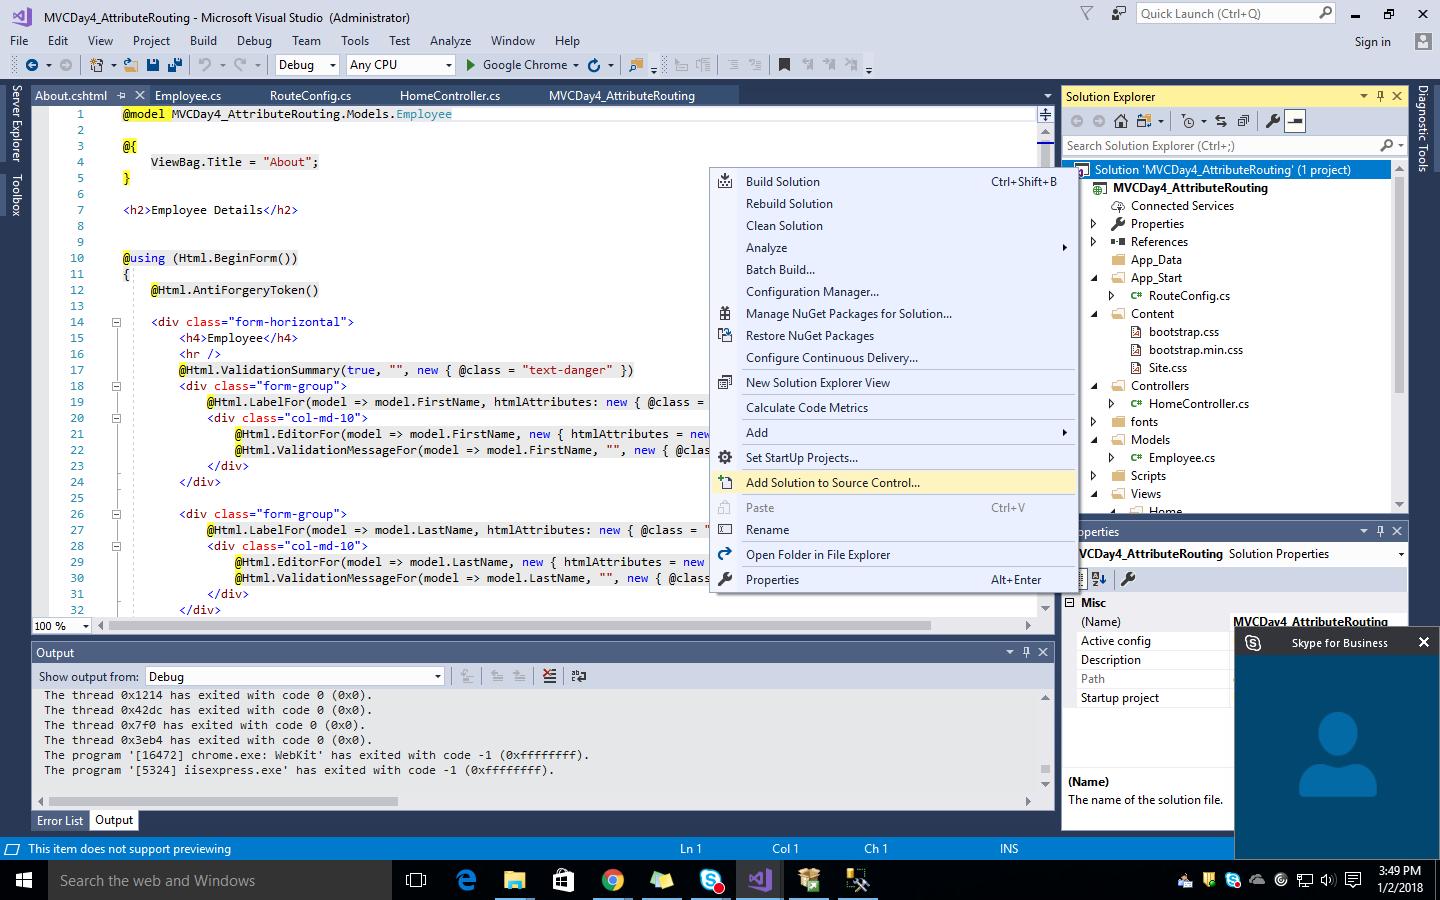 MVCDay4_AttributeRouting - Microsoft Visual Studio (Administrator)
Quick Launch (Ctrl+Q)
File Edit View Project Build Debug Team Tools Test Analyze Window Help
Sign in
Debug Any CPU Google Chrome
Server Explorer
Toolbox
About.cshtml Employee.cs RouteConfig.cs HomeController.cs MVCDay4_AttributeRouting
1 @model MVCDay4_AttributeRouting.Models.Employee
2
3 @{
4 ViewBag.Title = "About";
5 }
6
7 <h2>Employee Details</h2>
8
9
10 @using (Html.BeginForm())
11 {
12 @Html.AntiForgeryToken()
13
14 <div class="form-horizontal">
15 <h4>Employee</h4>
16 <hr />
17 @Html.ValidationSummary(true, "", new { @class = "text-danger" })
18 <div class="form-group">
19 @Html.LabelFor(model => model.FirstName, htmlAttributes: new { @class =
20 <div class="col-md-10">
21 @Html.EditorFor(model => model.FirstName, new { htmlAttributes = new
22 @Html.ValidationMessageFor(model => model.FirstName, "", new { @clas
23 </div>
24 </div>
25
26 <div class="form-group">
27 @Html.LabelFor(model => model.LastName, htmlAttributes: new { @class = "
28 <div class="col-md-10">
29 @Html.EditorFor(model => model.LastName, new { htmlAttributes = new
30 @Html.ValidationMessageFor(model => model.LastName, "", new { @class
31 </div>
32 </div>
100 %
Build Solution Ctrl+Shift+B
Rebuild Solution
Clean Solution
Analyze
Batch Build...
Configuration Manager...
Manage NuGet Packages for Solution...
Restore NuGet Packages
Configure Continuous Delivery...
New Solution Explorer View
Calculate Code Metrics
Add
Set StartUp Projects...
Add Solution to Source Control...
Paste Ctrl+V
Rename
Open Folder in File Explorer
Properties Alt+Enter
Solution Explorer
Search Solution Explorer (Ctrl+;)
Solution 'MVCDay4_AttributeRouting' (1 project)
MVCDay4_AttributeRouting
Connected Services
Properties
References
App_Data
App_Start
C# RouteConfig.cs
Content
bootstrap.css
bootstrap.min.css
Site.css
Controllers
C# HomeController.cs
fonts
Models
C# Employee.cs
Scripts
Views
Home
Diagnostic Tools
operties
VCDay4_AttributeRouting Solution Properties
Misc
(Name) MVCDay4_AttributeRouting
Active config
Description
Path
Startup project
(Name)
The name of the solution file.
Skype for Business
Output
Show output from: Debug
The thread 0x1214 has exited with code 0 (0x0).
The thread 0x42dc has exited with code 0 (0x0).
The thread 0x7f0 has exited with code 0 (0x0).
The thread 0x3eb4 has exited with code 0 (0x0).
The program '[16472] chrome.exe: WebKit' has exited with code -1 (0xffffffff).
The program '[5324] iisexpress.exe' has exited with code -1 (0xffffffff).
Error List Output
This item does not support previewing Ln 1 Col 1 Ch 1 INS
Search the web and Windows
3:49 PM
1/2/2018